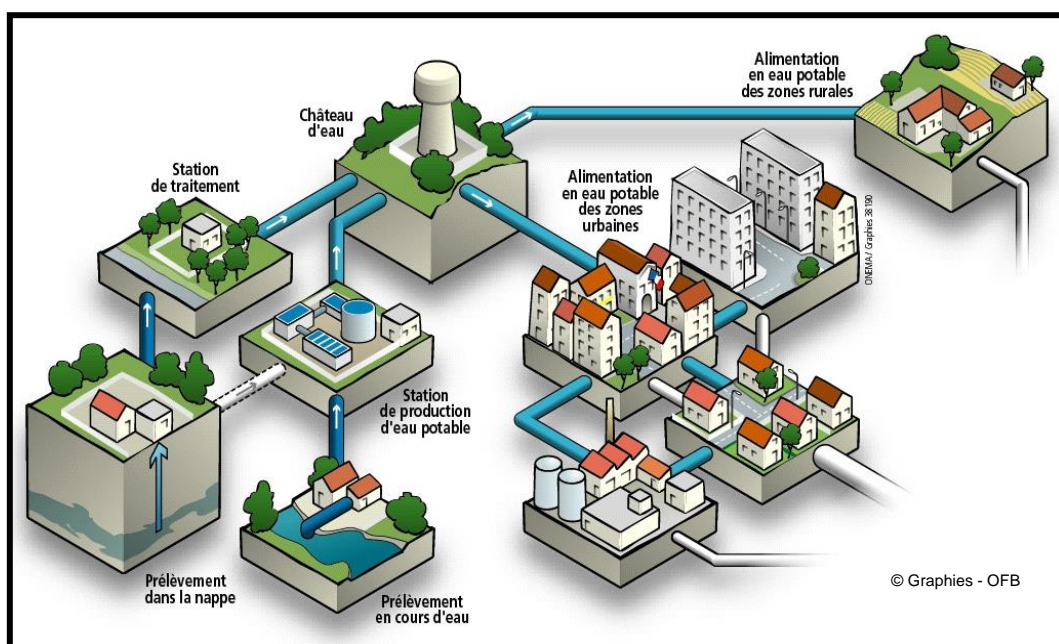 Alimentation
en eau potable
des zones rurales
Château
d'eau
Station
de traitement
Alimentation
en eau potable
des zones
urbaines
ONEMA / Graphies 38190
Station
de production
d'eau potable
Prélèvement
dans la nappe
Prélèvement
en cours d'eau
© Graphies - OFB